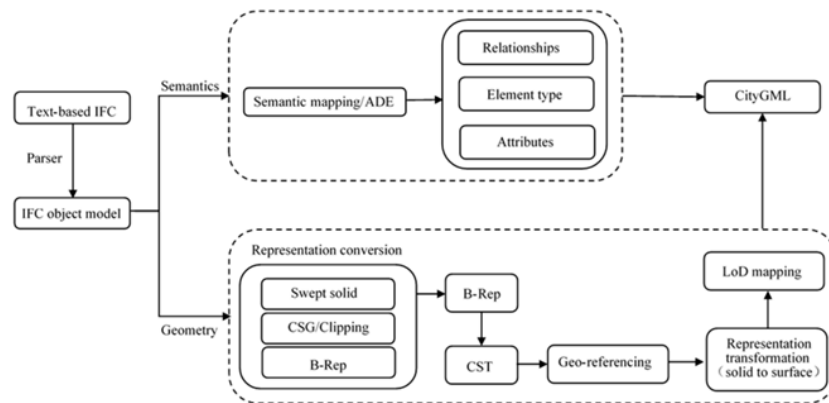 Text-based IFC
Parser
IFC object model
Semantics
Semantic mapping/ADE
Relationships
Element type
Attributes
CityGML
Geometry
Representation conversion
Swept solid
CSG/Clipping
B-Rep
B-Rep
CST
Geo-referencing
Representation
transformation
（solid to surface）
LoD mapping